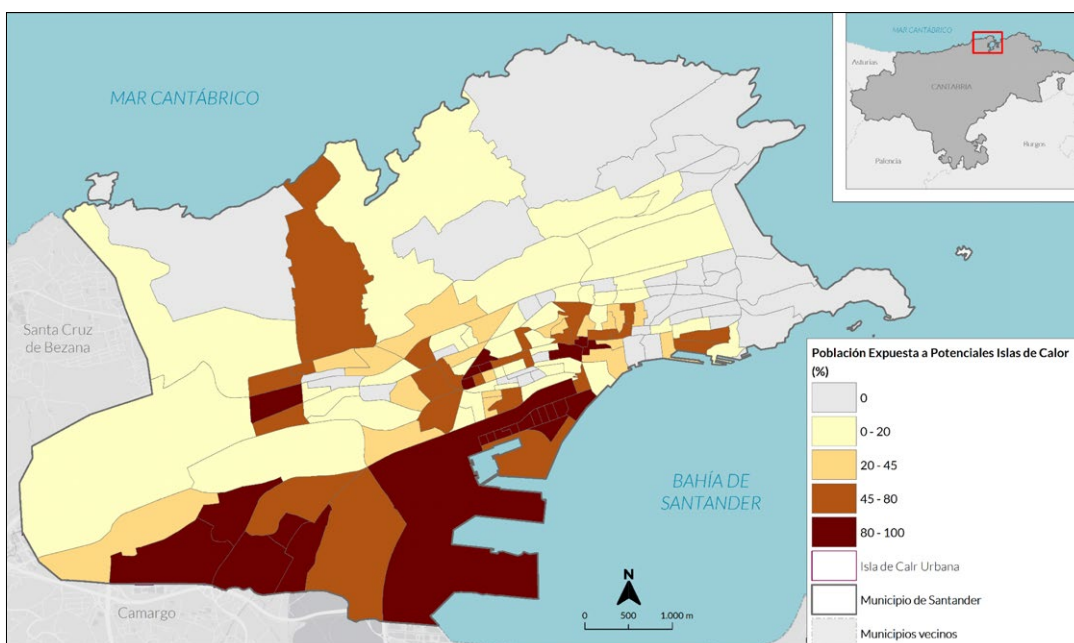 MAR CANTÁBRICO
Asturias
CANTABRIA
Palencia
Burgos
MAR CANTÁBRICO
Santa Cruz
de Bezana
BAHÍA DE
SANTANDER
Camargo
N
0 500 1.000 m
Población Expuesta a Potenciales Islas de Calor
(%)
0
0 - 20
20 - 45
45 - 80
80 - 100
Isla de Calr Urbana
Municipio de Santander
Municipios vecinos